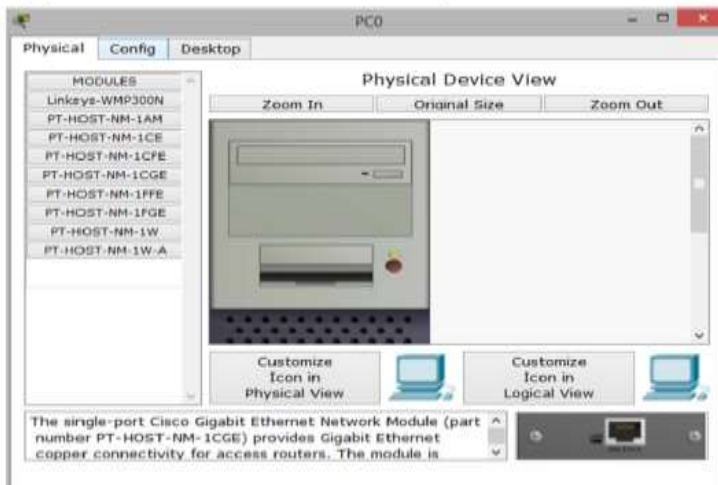 PC0
Physical
Config
Desktop
MODULES
Linksys-WMP300N
PT-HOST-NM-1AM
PT-HOST-NM-1CE
PT-HOST-NM-1CFE
PT-HOST-NM-1CGE
PT-HOST-NM-1FFE
PT-HOST-NM-1FGE
PT-HOST-NM-1W
PT-HOST-NM-1W-A
Physical Device View
Zoom In
Original Size
Zoom Out
Customize
Icon in
Physical View
Customize
Icon in
Logical View
The single-port Cisco Gigabit Ethernet Network Module (part
number PT-HOST-NM-1CGE) provides Gigabit Ethernet
copper connectivity for access routers. The module is